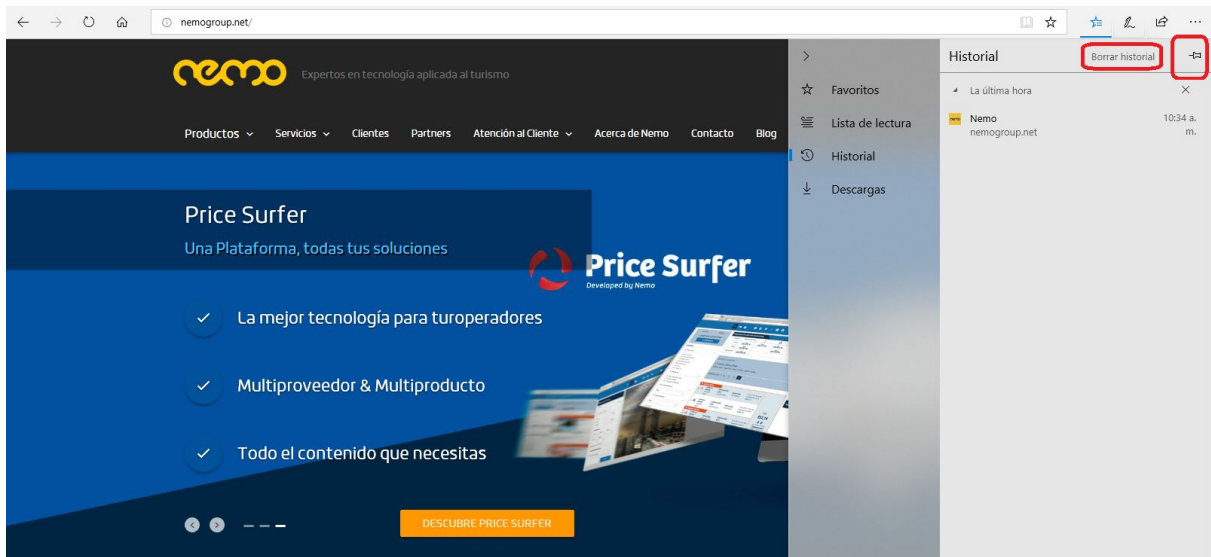 nemogroup.net/
nemo
Expertos en tecnología aplicada al turismo
Productos Servicios Clientes Partners Atención al Cliente Acerca de Nemo Contacto Blog
Price Surfer
Una Plataforma, todas tus soluciones
Price Surfer
Developed by Nemo
La mejor tecnología para turoperadores
Multiproveedor & Multiproducto
Todo el contenido que necesitas
DESCUBRE PRICE SURFER
Favoritos
Lista de lectura
Historial
Descargas
Historial
Borrar historial
La última hora
Nemo
nemogroup.net
10:34 a.
m.